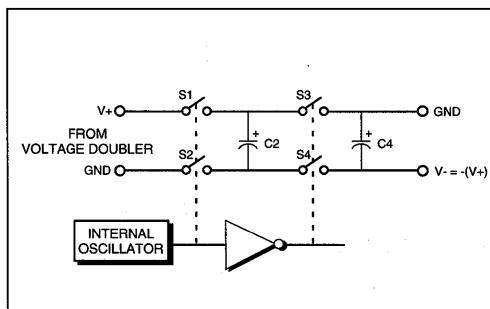 S1
S3
V+
GND
+
C2
+
C4
FROM
VOLTAGE DOUBLER
S2
S4
GND
V- = -(V+)
INTERNAL
OSCILLATOR